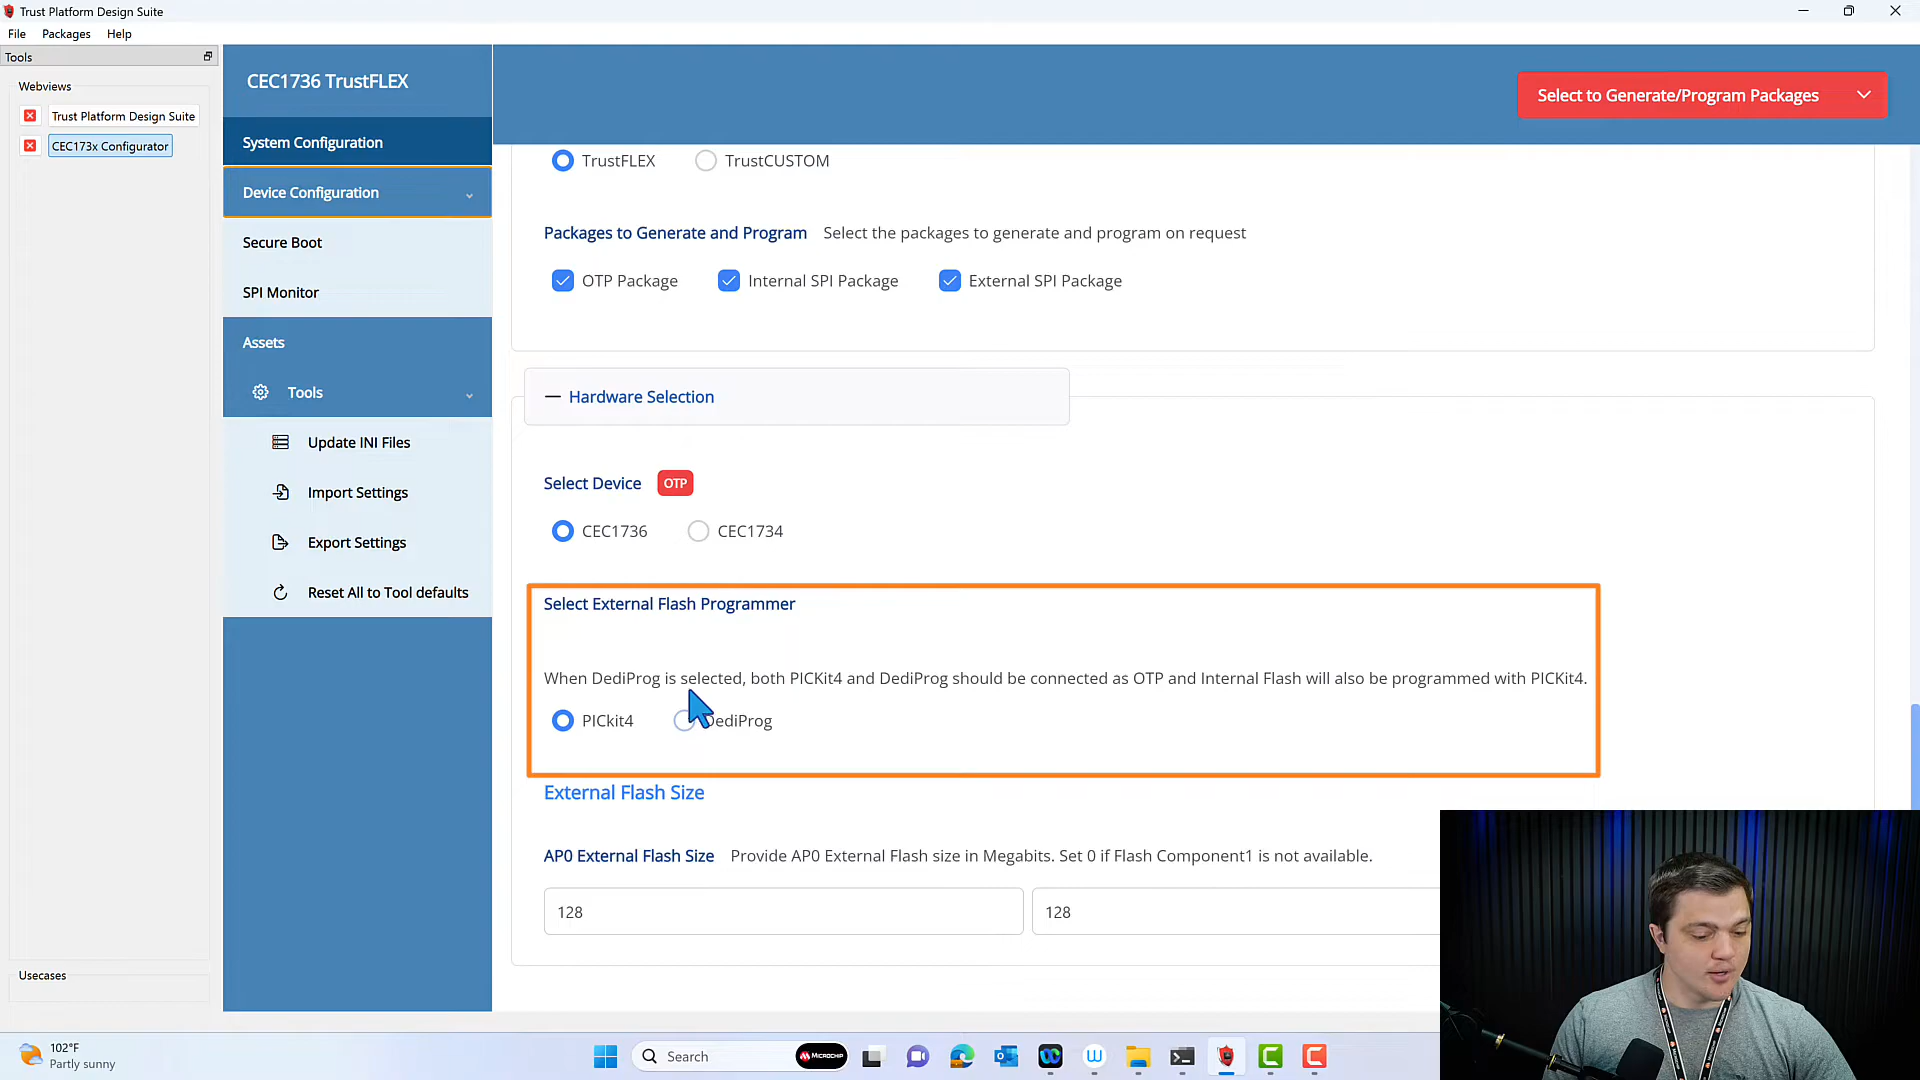 Trust Platform Design Suite
File Packages Help
Tools
Webviews
Trust Platform Design Suite
CEC173x Configurator
Usecases
CEC1736 TrustFLEX
System Configuration
Device Configuration
Secure Boot
SPI Monitor
Assets
Tools
Update INI Files
Import Settings
Export Settings
Reset All to Tool defaults
Select to Generate/Program Packages
TrustFLEX TrustCUSTOM
Packages to Generate and Program Select the packages to generate and program on request
OTP Package Internal SPI Package External SPI Package
Hardware Selection
Select Device OTP
CEC1736 CEC1734
Select External Flash Programmer
When DediProg is selected, both PICKit4 and DediProg should be connected as OTP and Internal Flash will also be programmed with PICKit4.
PICkit4 DediProg
External Flash Size
AP0 External Flash Size Provide AP0 External Flash size in Megabits. Set 0 if Flash Component1 is not available.
128 128
102°F
Partly sunny
Search MICROCHIP